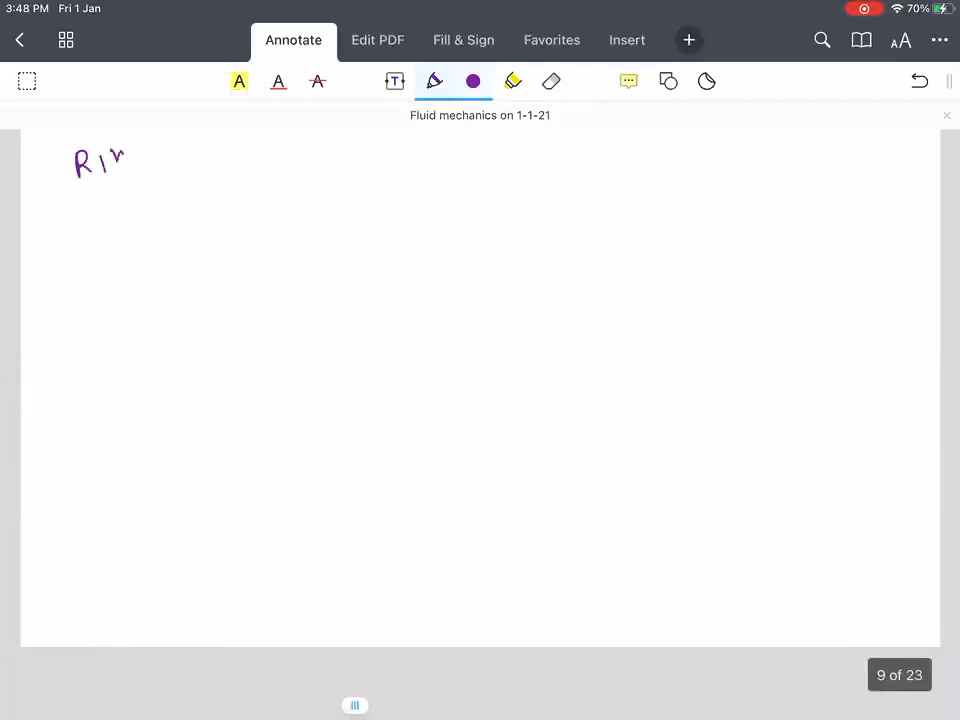 3:48 PM Fri 1 Jan 70%
Annotate Edit PDF Fill & Sign Favorites Insert
Fluid mechanics on 1-1-21
9 of 23